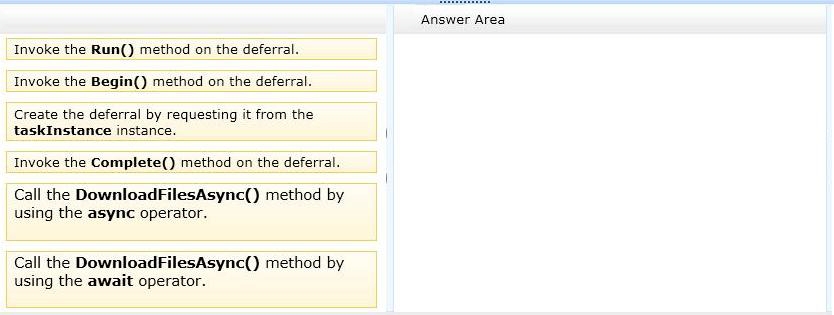 Answer Area
Invoke the Run() method on the deferral.
Invoke the Begin() method on the deferral.
Create the deferral by requesting it from the
taskInstance instance.
Invoke the Complete() method on the deferral.
Call the DownloadFilesAsync() method by
using the async operator.
Call the DownloadFilesAsync() method by
using the await operator.